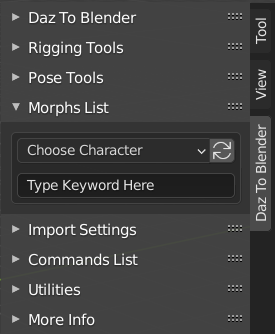 Daz To Blender
Rigging Tools
Pose Tools
Morphs List
Choose Character
Type Keyword Here
Import Settings
Commands List
Utilities
More Info
Tool
View
Daz To Blender